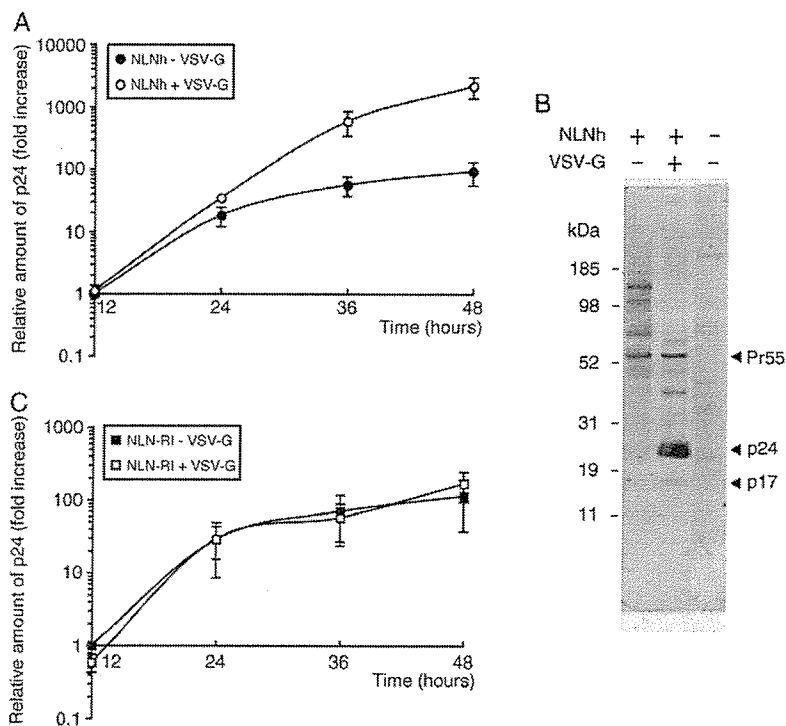 A
Relative amount of p24 (fold increase)
10000
1000
100
10
1
0.1
NLNh - VSV-G
NLNh + VSV-G
12
24
36
48
Time (hours)
B
NLNh + + -
VSV-G - + -
kDa
185 -
98 -
52 -
31 -
19 -
11 -
Pr55
p24
p17
C
Relative amount of p24 (fold increase)
1000
100
10
1
0.1
NLN-RI - VSV-G
NLN-RI + VSV-G
12
24
36
48
Time (hours)